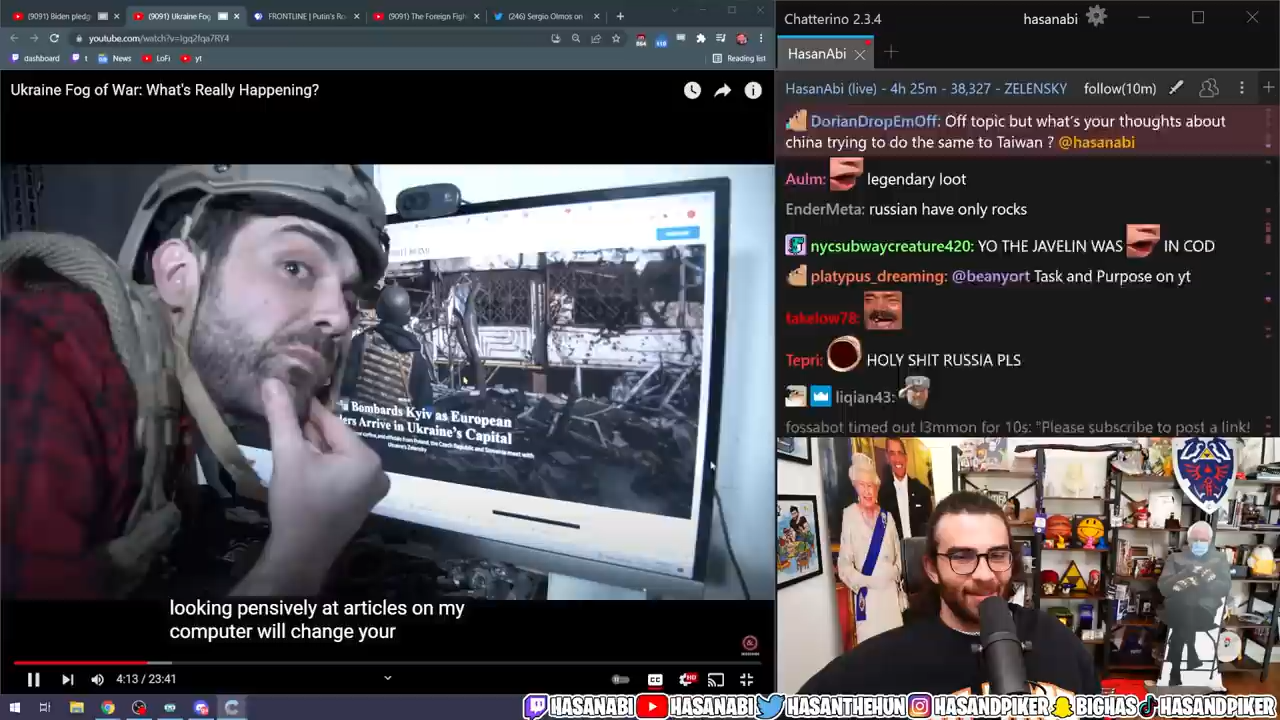 (9091) Biden pledg
(9091) Ukraine Fog
FRONTLINE | Putin's Ro
(9091) The Foreign Figh
(246) Sergio Olmos on
youtube.com/watch?v=Igq2fqa7RY4
dashboard
t
News
LoFi
yt
Reading list
Ukraine Fog of War: What's Really Happening?
a Bombards Kyiv as European
ders Arrive in Ukraine's Capital
looking pensively at articles on my
computer will change your
4:13 / 23:41
CC
HD
Chatterino 2.3.4
hasanabi
HasanAbi
HasanAbi (live) - 4h 25m - 38,327 - ZELENSKY
follow(10m)
DorianDropEmOff: Off topic but what's your thoughts about
china trying to do the same to Taiwan ? @hasanabi
Aulm: legendary loot
EnderMeta: russian have only rocks
nycsubwaycreature420: YO THE JAVELIN WAS IN COD
platypus_dreaming: @beanyort Task and Purpose on yt
takelow78:
Tepri: HOLY SHIT RUSSIA PLS
liqian43:
fossabot timed out l3mmon for 10s: "Please subscribe to post a link!
HASANABI HASANABI HASANTHEHUN HASANDPIKER BIGHAS HASANDPIKER